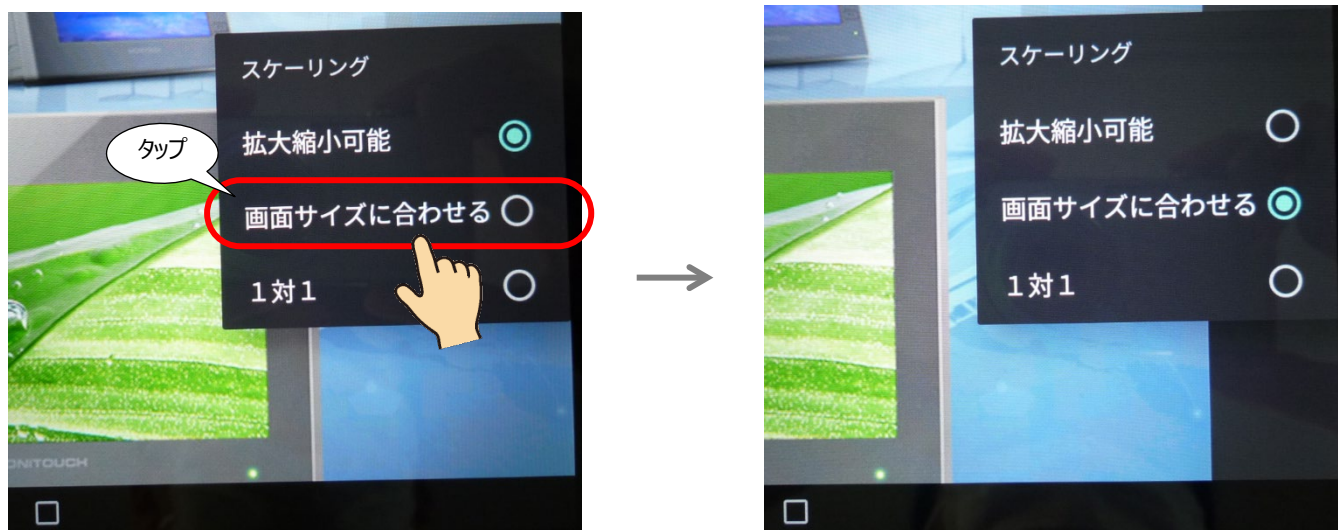 スケーリング
タップ
拡大縮小可能
画面サイズに合わせる
1対1
ONITOUCH
スケーリング
拡大縮小可能
画面サイズに合わせる
1対1